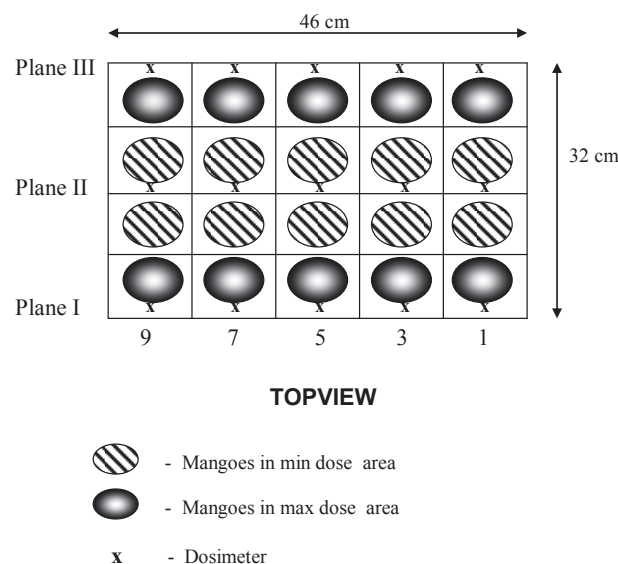 46 cm
Plane III x x x x x
32 cm
Plane II x x x x x
Plane I x x x x x
9 7 5 3 1
TOPVIEW
- Mangoes in min dose area
- Mangoes in max dose area
x - Dosimeter